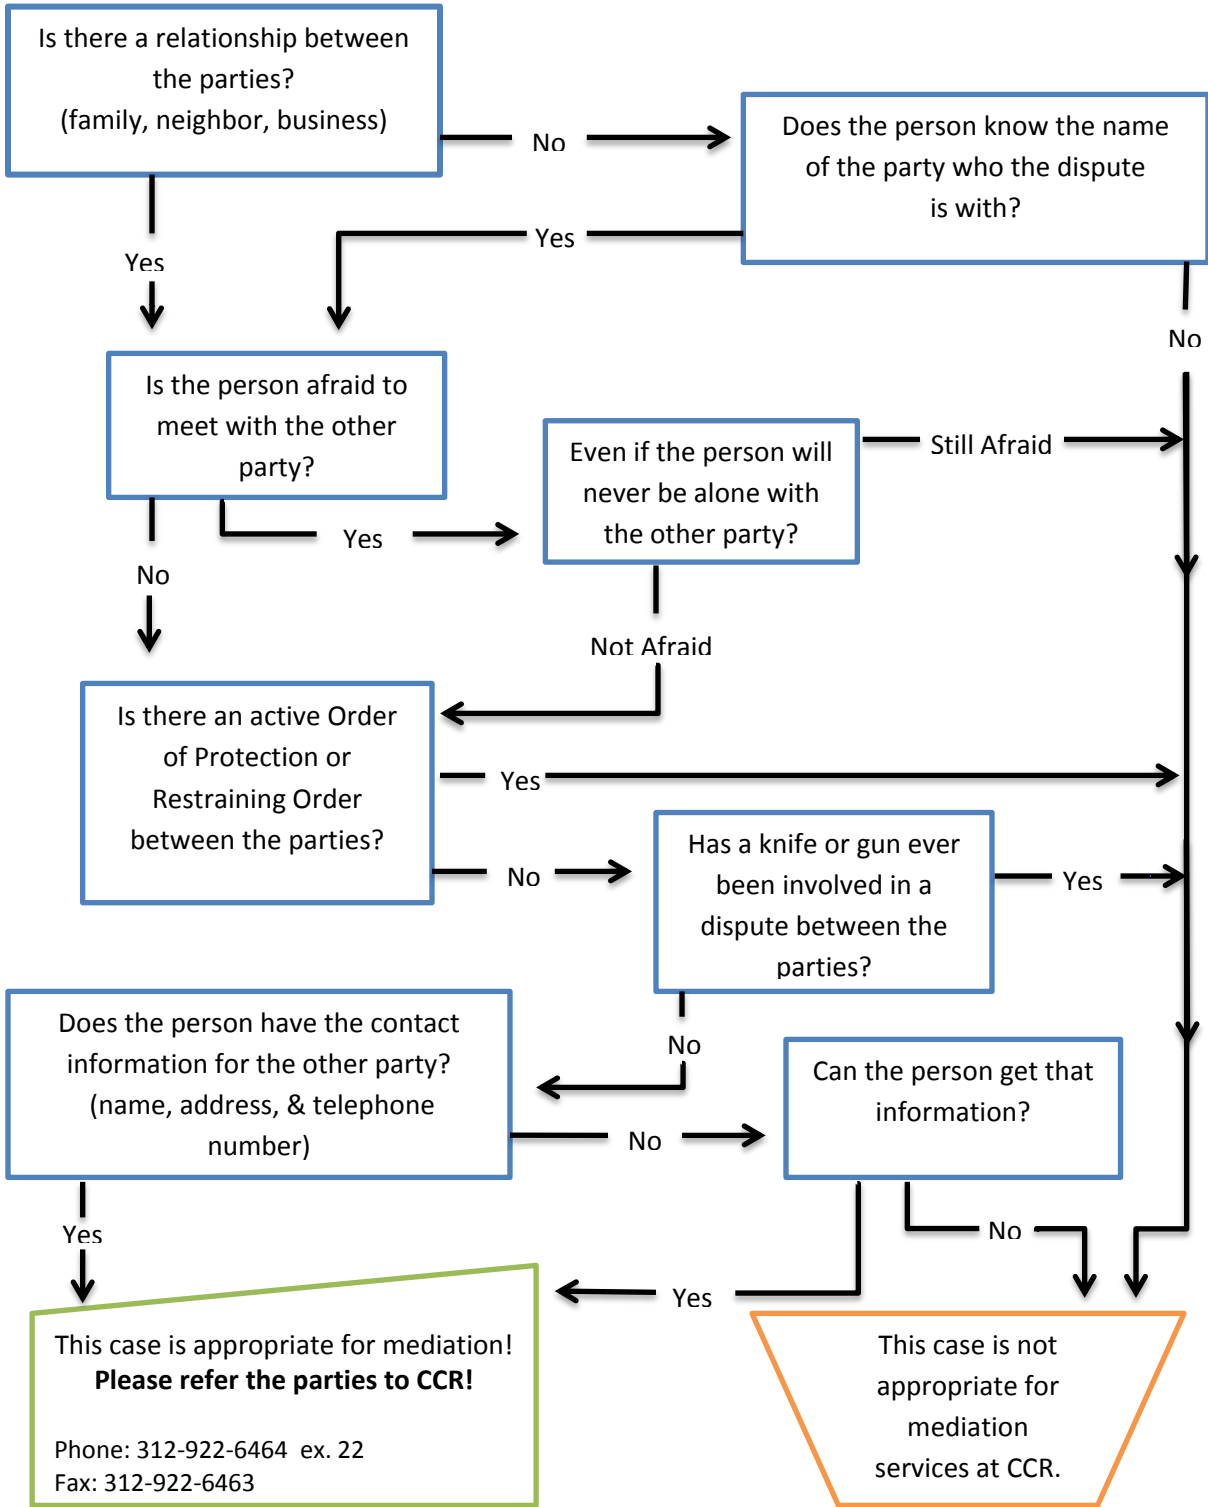 Is there a relationship between
the parties?
(family, neighbor, business)
No
Does the person know the name
of the party who the dispute
is with?
Yes
Yes
No
Is the person afraid to
meet with the other
party?
Even if the person will
never be alone with
the other party?
Still Afraid
Yes
No
Not Afraid
Is there an active Order
of Protection or
Restraining Order
between the parties?
Yes
No
Has a knife or gun ever
been involved in a
dispute between the
parties?
Yes
No
Does the person have the contact
information for the other party?
(name, address, & telephone
number)
No
Can the person get that
information?
Yes
No
Yes
This case is appropriate for mediation!
Please refer the parties to CCR!
Phone: 312-922-6464 ex. 22
Fax: 312-922-6463
This case is not
appropriate for
mediation
services at CCR.